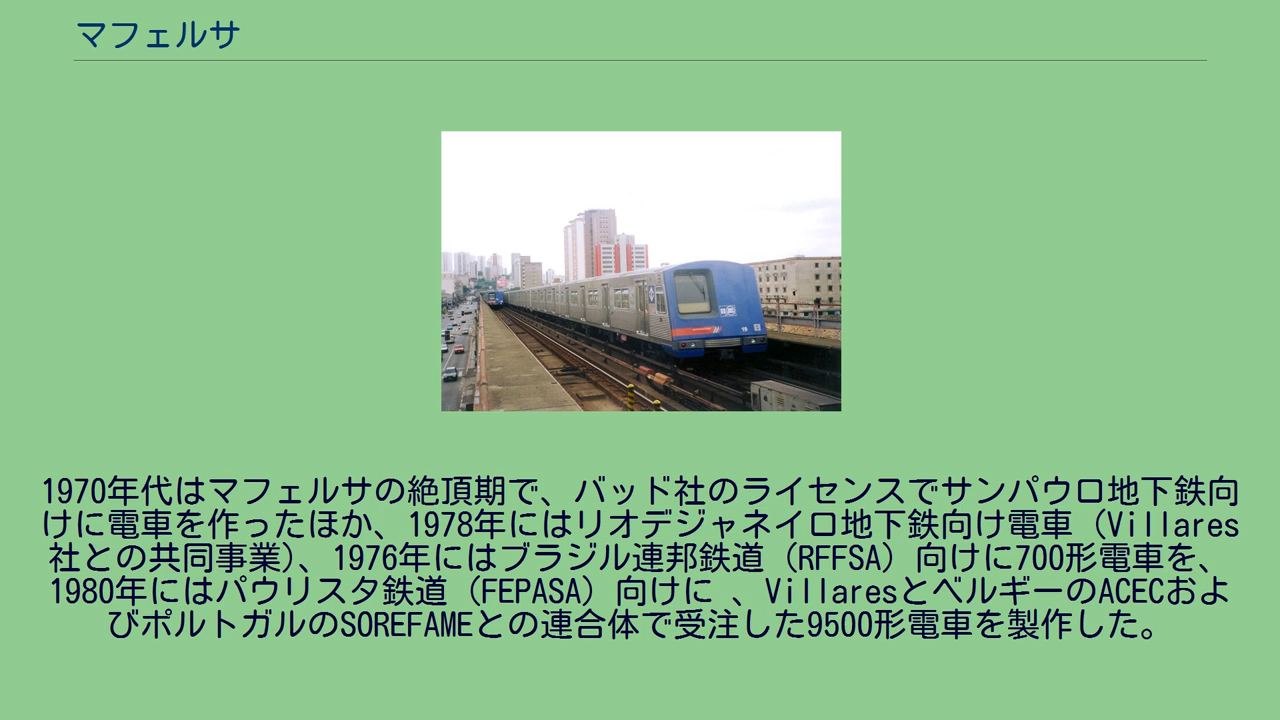 マフェルサ
1970年代はマフェルサの絶頂期で、バッド社のライセンスでサンパウロ地下鉄向
けに電車を作ったほか、1978年にはリオデジャネイロ地下鉄向け電車（Villares
社との共同事業）、1976年にはブラジル連邦鉄道（RFFSA）向けに700形電車を、
1980年にはパウリスタ鉄道（FEPASA）向けに 、VillaresとベルギーのACECおよ
びポルトガルのSOREFAMEとの連合体で受注した9500形電車を製作した。